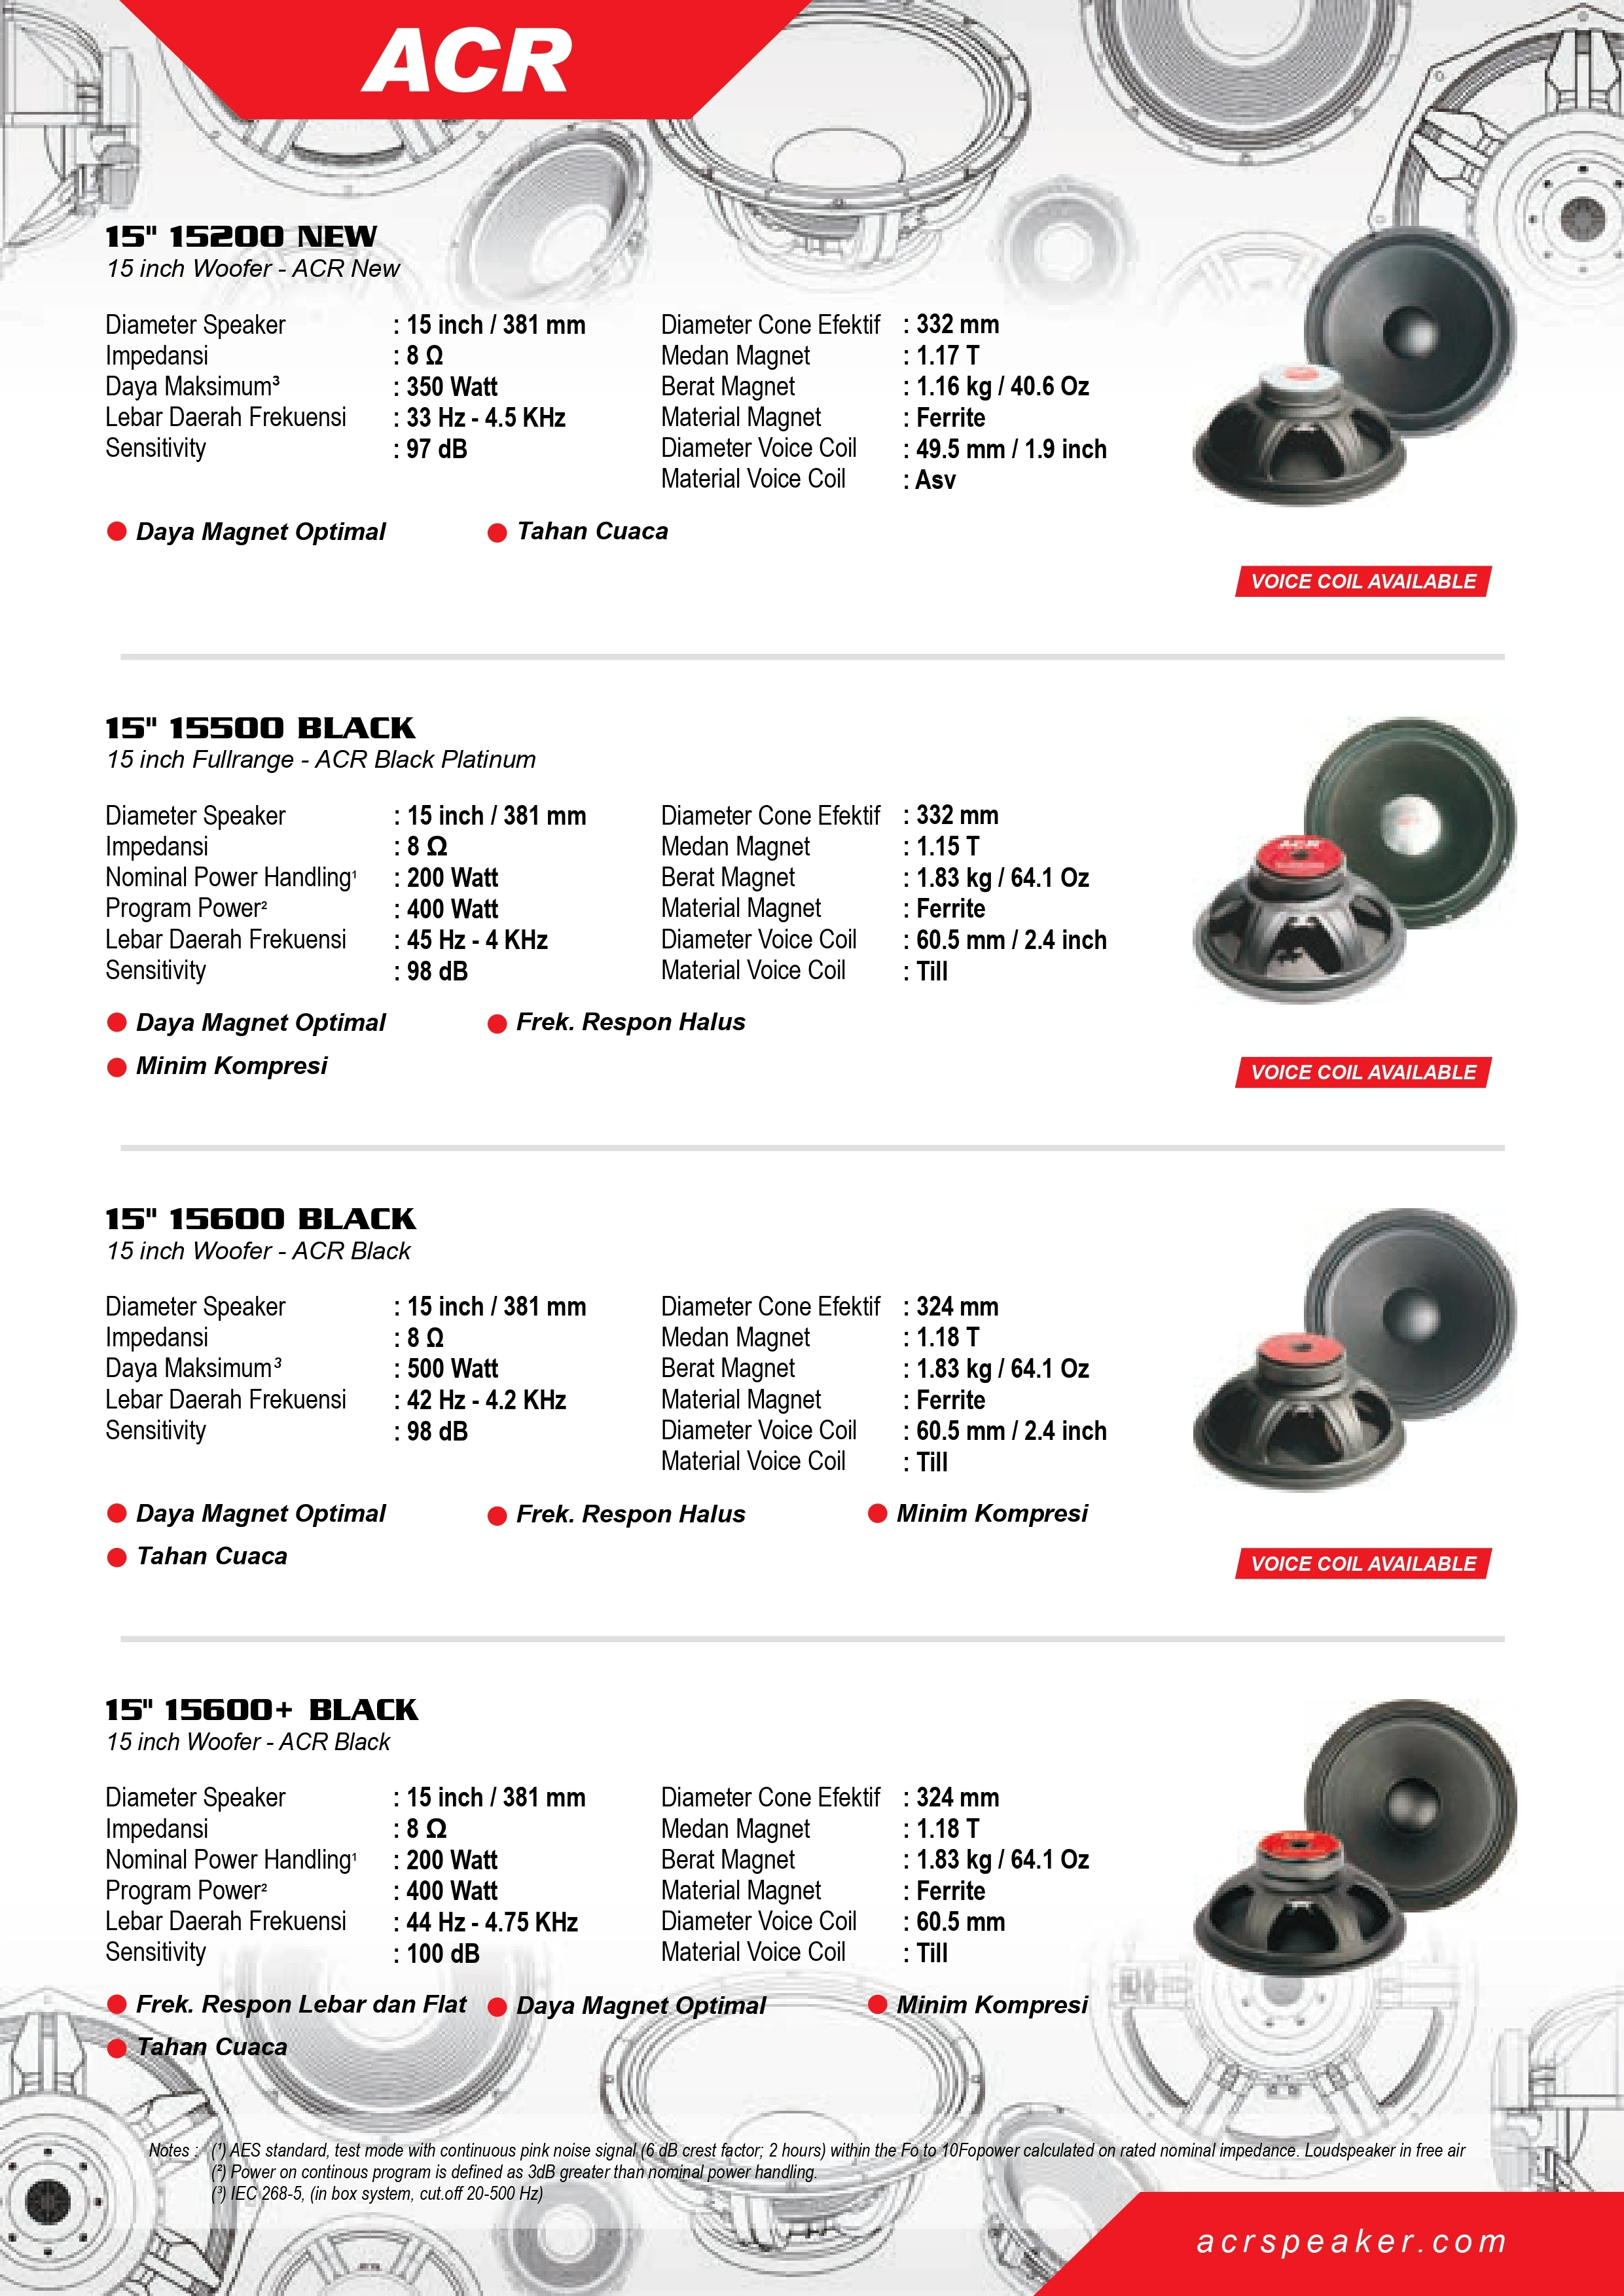 ACR
15" 15200 NEW
15 inch Woofer - ACR New
Diameter Speaker : 15 inch / 381 mm
Impedansi : 8 Ω
Daya Maksimum³ : 350 Watt
Lebar Daerah Frekuensi : 33 Hz - 4.5 KHz
Sensitivity : 97 dB
Diameter Cone Efektif : 332 mm
Medan Magnet : 1.17 T
Berat Magnet : 1.16 kg / 40.6 Oz
Material Magnet : Ferrite
Diameter Voice Coil : 49.5 mm / 1.9 inch
Material Voice Coil : Asv
Daya Magnet Optimal
Tahan Cuaca
VOICE COIL AVAILABLE
15" 15500 BLACK
15 inch Fullrange - ACR Black Platinum
Diameter Speaker : 15 inch / 381 mm
Impedansi : 8 Ω
Nominal Power Handling¹ : 200 Watt
Program Power² : 400 Watt
Lebar Daerah Frekuensi : 45 Hz - 4 KHz
Sensitivity : 98 dB
Diameter Cone Efektif : 332 mm
Medan Magnet : 1.15 T
Berat Magnet : 1.83 kg / 64.1 Oz
Material Magnet : Ferrite
Diameter Voice Coil : 60.5 mm / 2.4 inch
Material Voice Coil : Till
ACR
Daya Magnet Optimal
Frek. Respon Halus
Minim Kompresi
VOICE COIL AVAILABLE
15" 15600 BLACK
15 inch Woofer - ACR Black
Diameter Speaker : 15 inch / 381 mm
Impedansi : 8 Ω
Daya Maksimum³ : 500 Watt
Lebar Daerah Frekuensi : 42 Hz - 4.2 KHz
Sensitivity : 98 dB
Diameter Cone Efektif : 324 mm
Medan Magnet : 1.18 T
Berat Magnet : 1.83 kg / 64.1 Oz
Material Magnet : Ferrite
Diameter Voice Coil : 60.5 mm / 2.4 inch
Material Voice Coil : Till
Daya Magnet Optimal
Frek. Respon Halus
Minim Kompresi
Tahan Cuaca
VOICE COIL AVAILABLE
15" 15600+ BLACK
15 inch Woofer - ACR Black
Diameter Speaker : 15 inch / 381 mm
Impedansi : 8 Ω
Nominal Power Handling¹ : 200 Watt
Program Power² : 400 Watt
Lebar Daerah Frekuensi : 44 Hz - 4.75 KHz
Sensitivity : 100 dB
Diameter Cone Efektif : 324 mm
Medan Magnet : 1.18 T
Berat Magnet : 1.83 kg / 64.1 Oz
Material Magnet : Ferrite
Diameter Voice Coil : 60.5 mm
Material Voice Coil : Till
Frek. Respon Lebar dan Flat
Daya Magnet Optimal
Minim Kompresi
Tahan Cuaca
Notes : (¹) AES standard, test mode with continuous pink noise signal (6 dB crest factor; 2 hours) within the Fo to 10Fopower calculated on rated nominal impedance. Loudspeaker in free air
(²) Power on continous program is defined as 3dB greater than nominal power handling.
(³) IEC 268-5, (in box system, cut.off 20-500 Hz)
acrspeaker.com